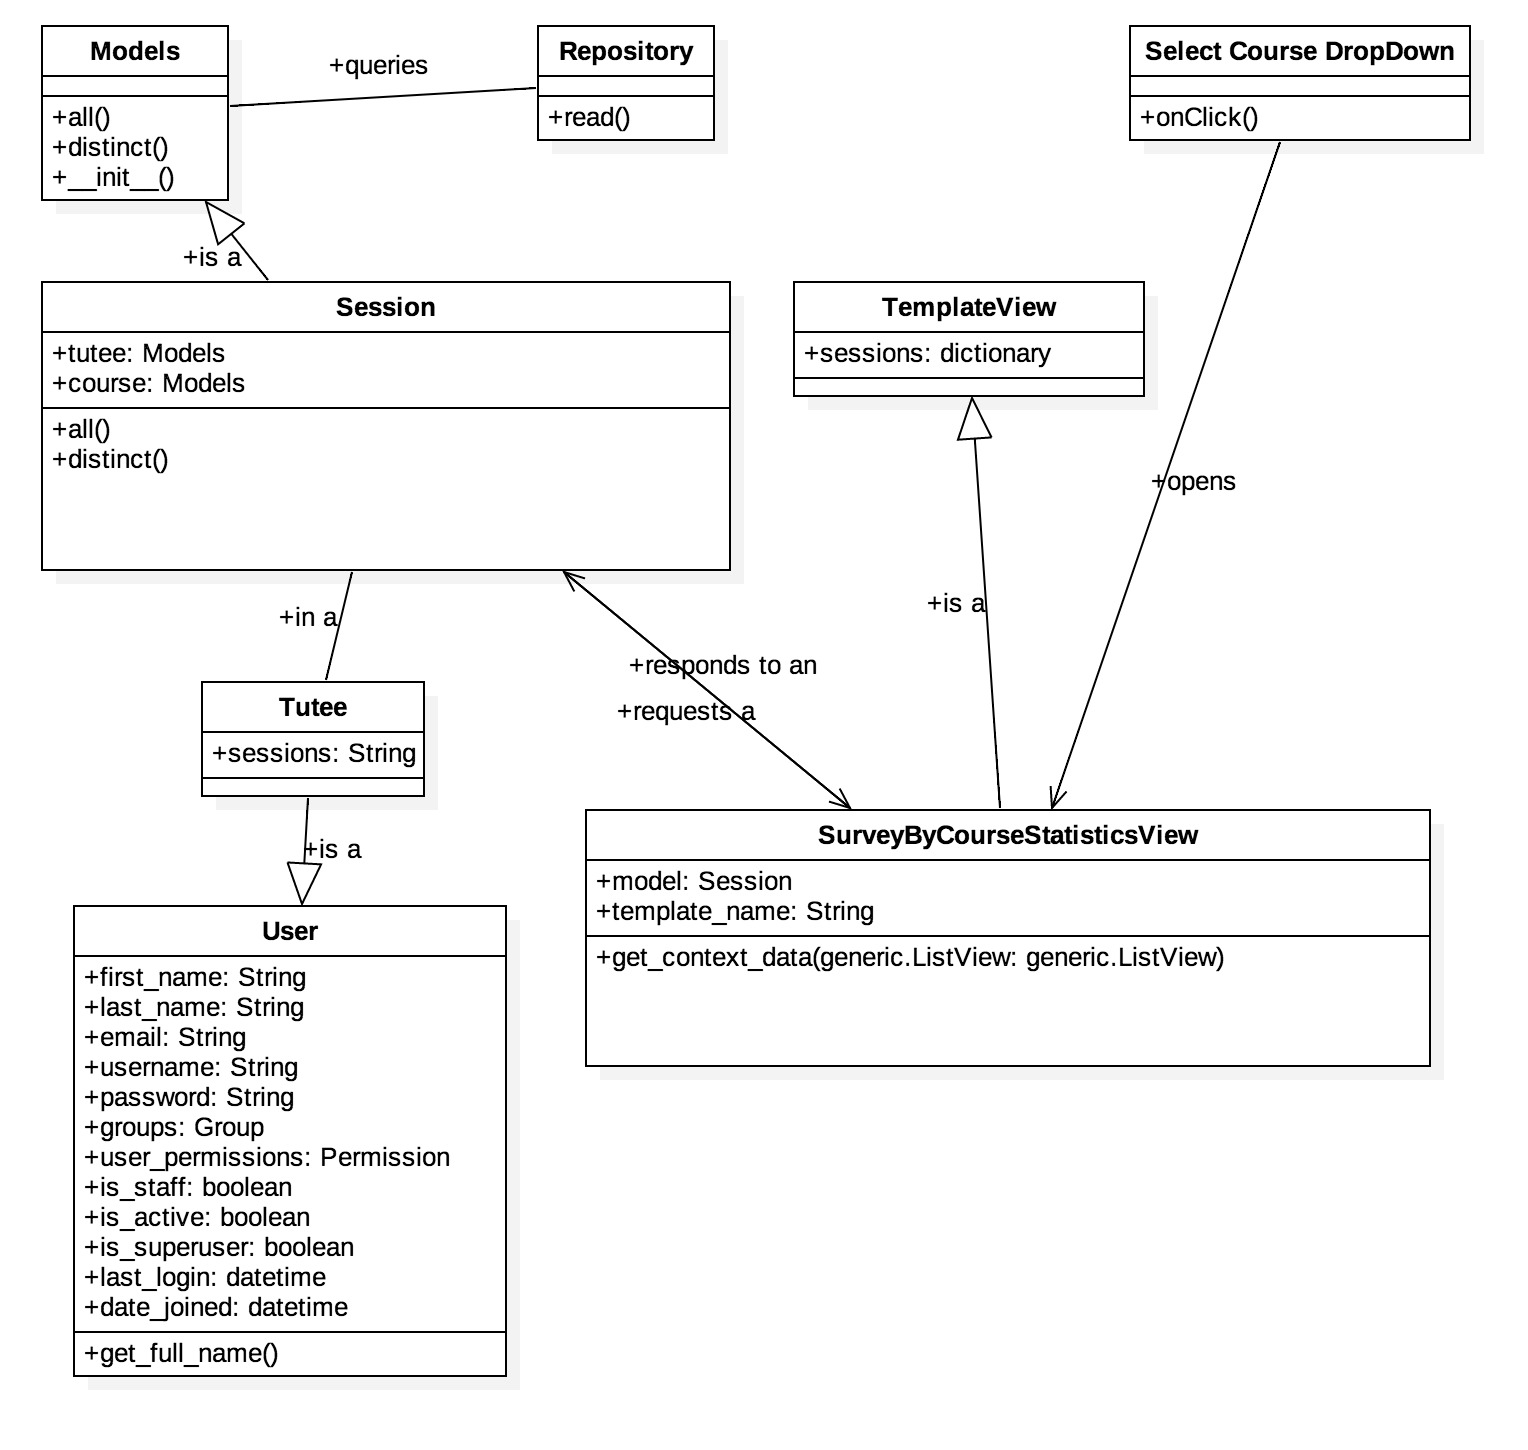 Models
+all()
+distinct()
+__init__()
+queries
Repository
+read()
Select Course DropDown
+onClick()
+is a
Session
+tutee: Models
+course: Models
+all()
+distinct()
TemplateView
+sessions: dictionary
+opens
+is a
+in a
+responds to an
+requests a
Tutee
+sessions: String
+is a
SurveyByCourseStatisticsView
+model: Session
+template_name: String
+get_context_data(generic.ListView: generic.ListView)
User
+first_name: String
+last_name: String
+email: String
+username: String
+password: String
+groups: Group
+user_permissions: Permission
+is_staff: boolean
+is_active: boolean
+is_superuser: boolean
+last_login: datetime
+date_joined: datetime
+get_full_name()